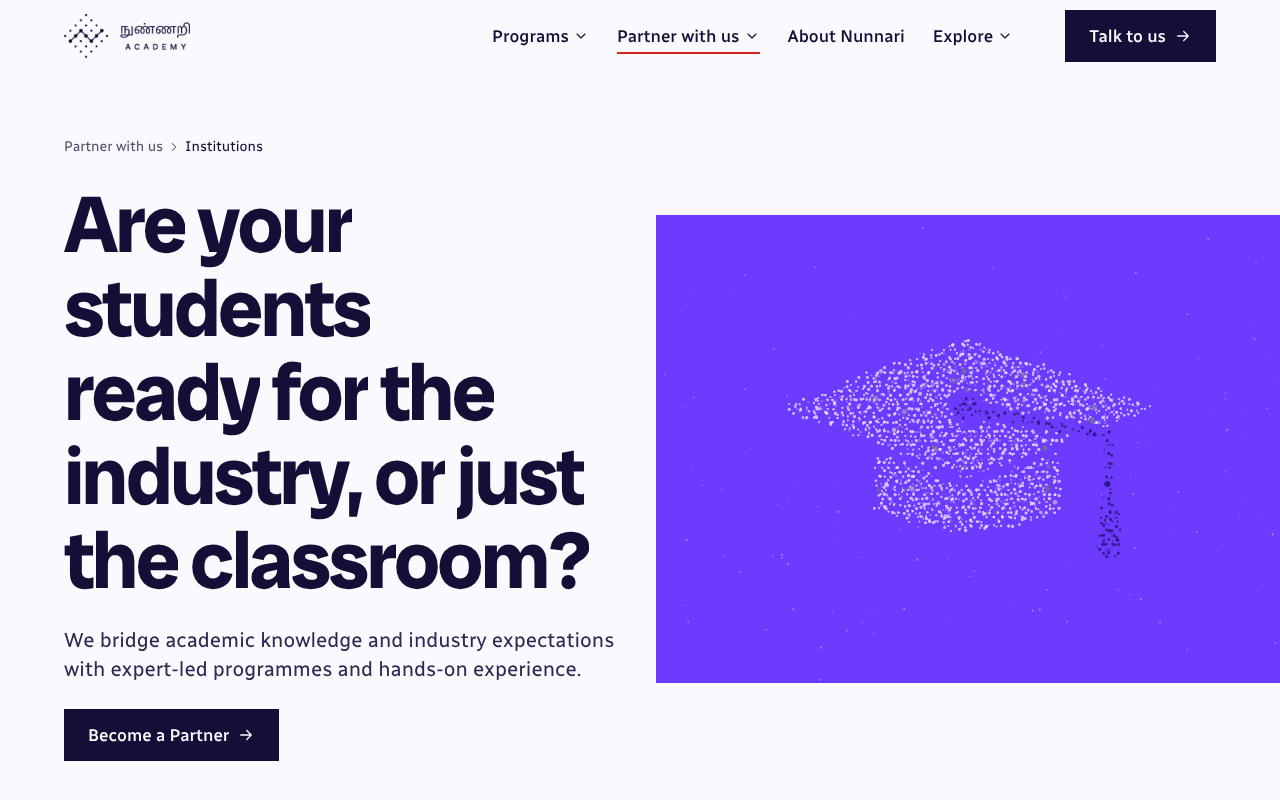 நுண்ணறி
ACADEMY
Programs
Partner with us
About Nunnari
Explore
Talk to us
Partner with us > Institutions
Are your
students
ready for the
industry, or just
the classroom?
We bridge academic knowledge and industry expectations
with expert-led programmes and hands-on experience.
Become a Partner